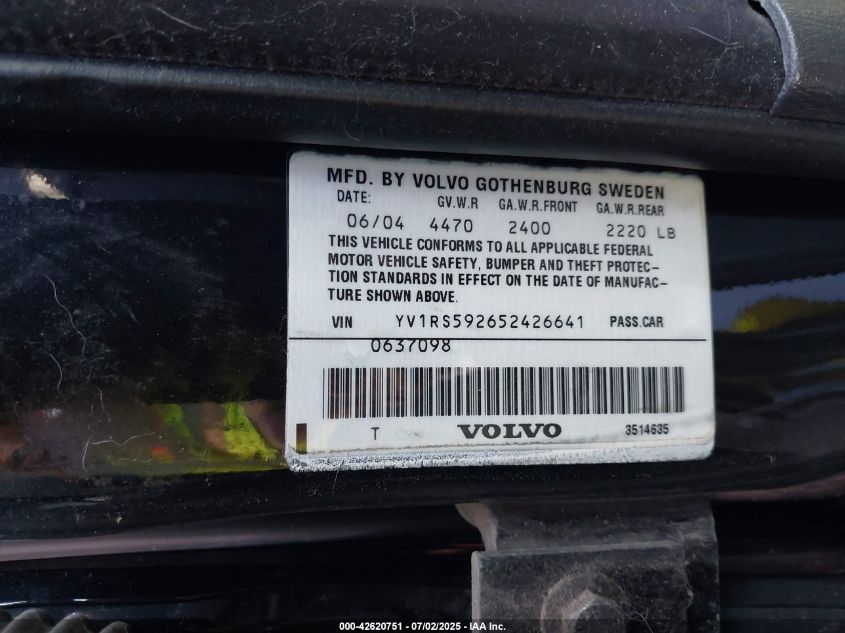 MFD. BY VOLVO GOTHENBURG SWEDEN
DATE: GV.W.R GA.W.R.FRONT GA.W.R.REAR
06/04 4470 2400 2220 LB
THIS VEHICLE CONFORMS TO ALL APPLICABLE FEDERAL
MOTOR VEHICLE SAFETY, BUMPER AND THEFT PROTEC-
TION STANDARDS IN EFFECT ON THE DATE OF MANUFAC-
TURE SHOWN ABOVE.
VIN YV1RS592652426641 PASS.CAR
0637098
T VOLVO 3514635
000-42620751 | 07/02/2025 | IAA Inc.